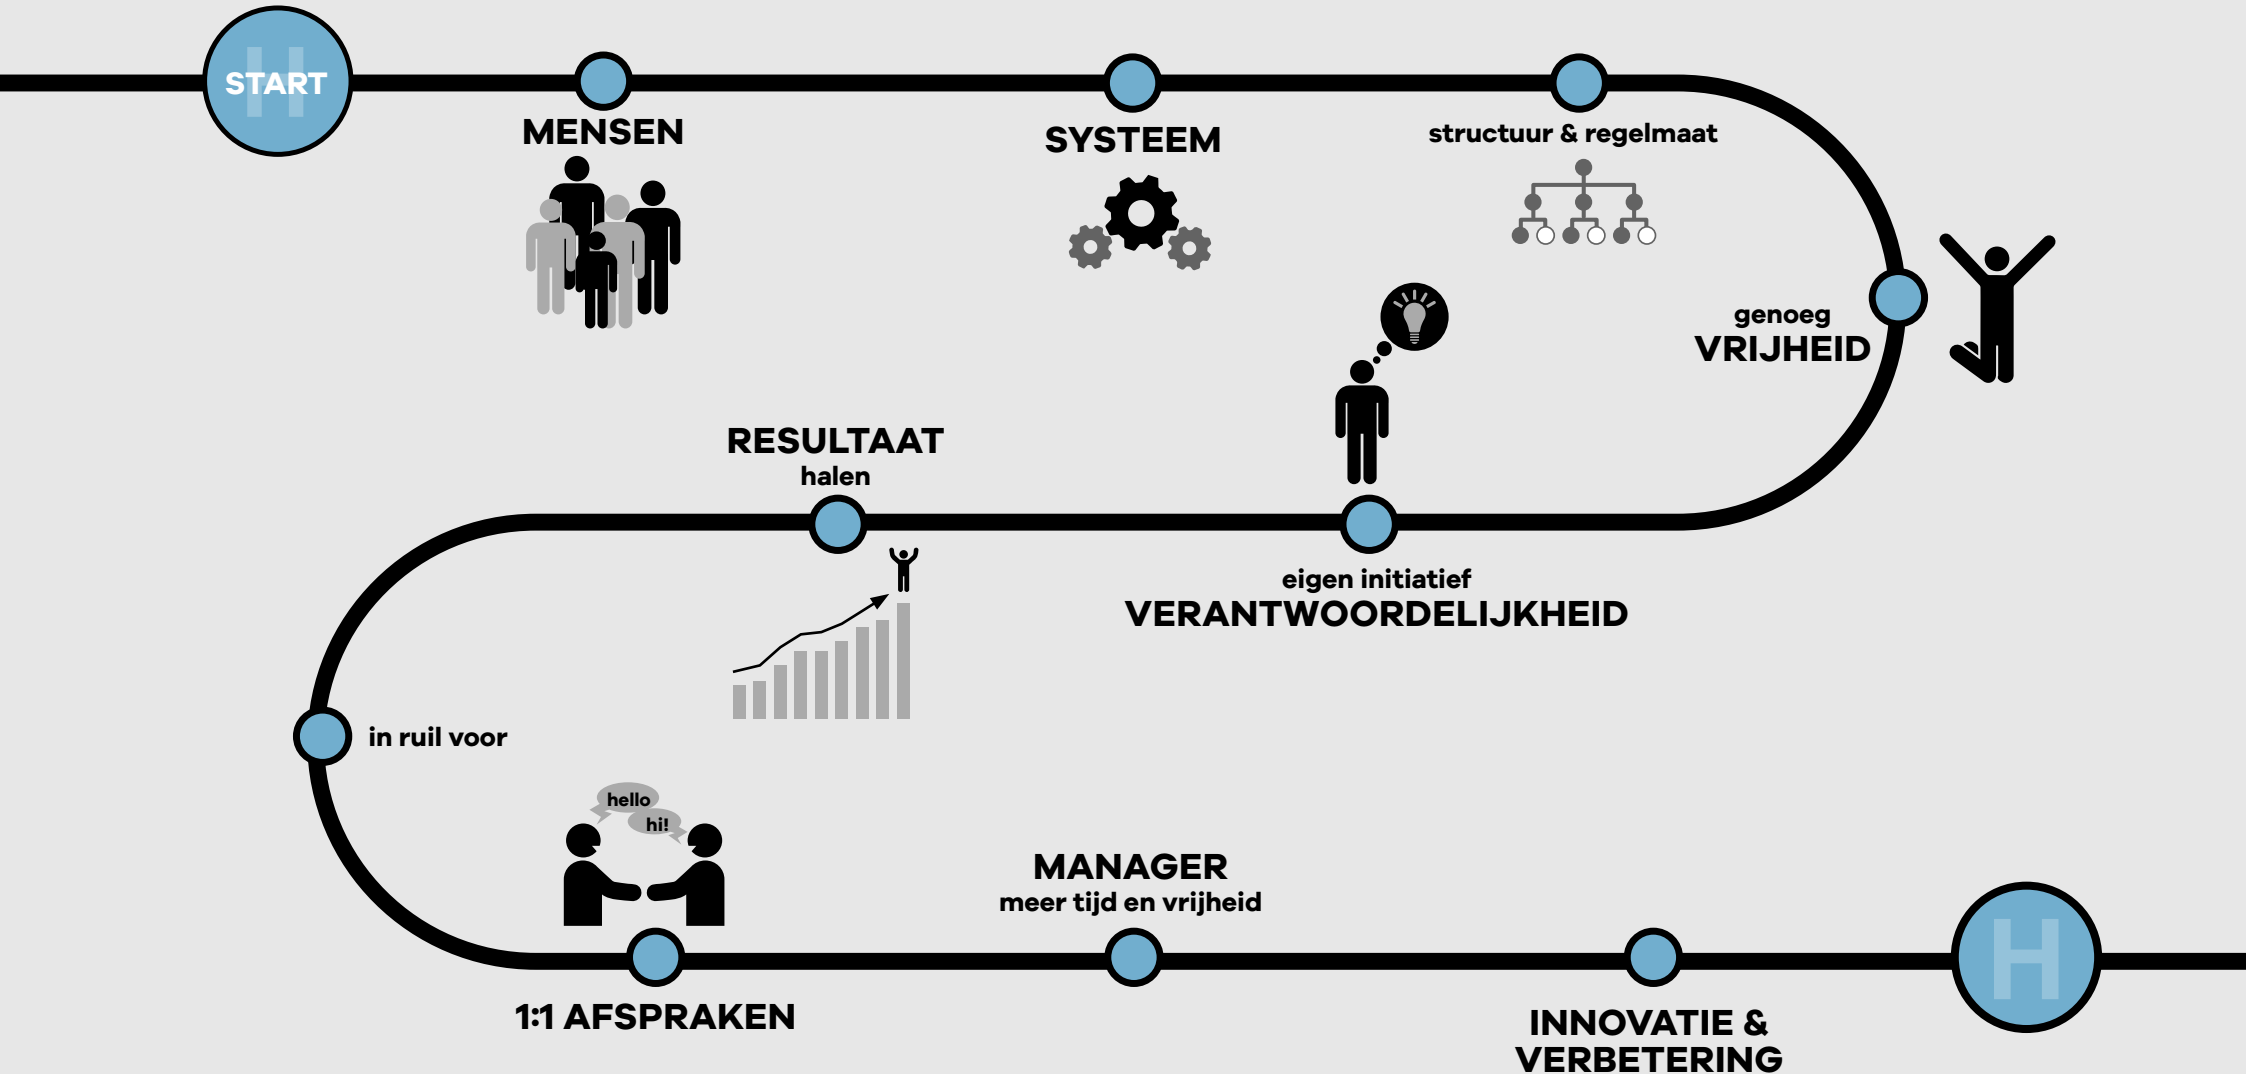 START
MENSEN
SYSTEEM
structuur & regelmaat
genoeg
VRIJHEID
eigen initiatief
VERANTWOORDELIJKHEID
RESULTAAT
halen
in ruil voor
hello
hi!
1:1 AFSPRAKEN
MANAGER
meer tijd en vrijheid
INNOVATIE &
VERBETERING
H